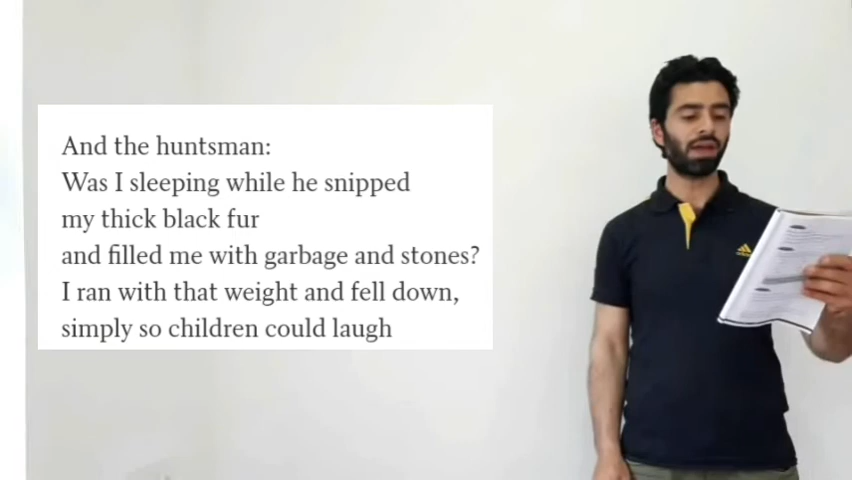 And the huntsman:
Was I sleeping while he snipped
my thick black fur
and filled me with garbage and stones?
I ran with that weight and fell down,
simply so children could laugh